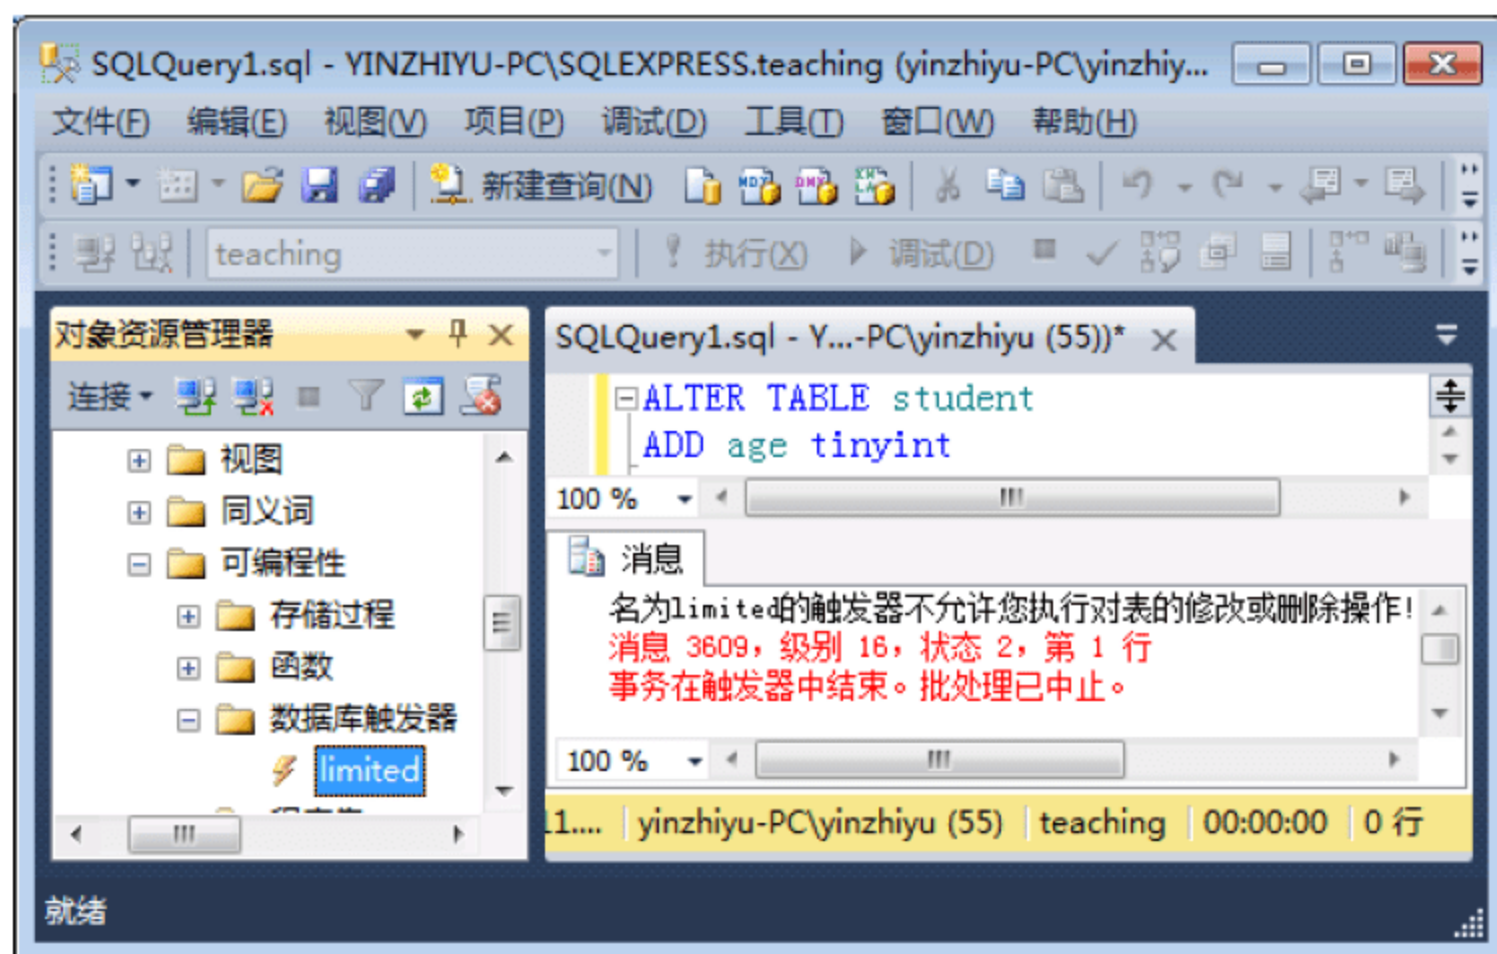 SQLQuery1.sql - YINZHIYU-PC\SQLEXPRESS.teaching (yinzhiyu-PC\yinzhiy...
文件(F) 编辑(E) 视图(V) 项目(P) 调试(D) 工具(T) 窗口(W) 帮助(H)
新建查询(N)
teaching 执行(X) 调试(D)
对象资源管理器
连接
视图
同义词
可编程性
存储过程
函数
数据库触发器
limited
SQLQuery1.sql - Y...-PC\yinzhiyu (55))*
ALTER TABLE student
ADD age tinyint
100 %
消息
名为limited的触发器不允许您执行对表的修改或删除操作!
消息 3609，级别 16，状态 2，第 1 行
事务在触发器中结束。批处理已中止。
100 %
11.... yinzhiyu-PC\yinzhiyu (55) teaching 00:00:00 0 行
就绪